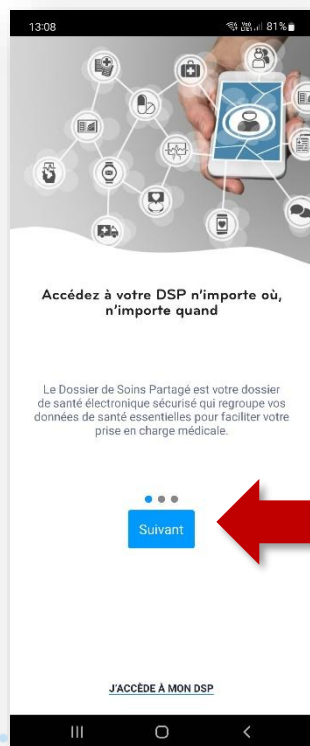 13:08
81%
Accédez à votre DSP n'importe où,
n'importe quand
Le Dossier de Soins Partagé est votre dossier
de santé électronique sécurisé qui regroupe vos
données de santé essentielles pour faciliter votre
prise en charge médicale.
Suivant
J'ACCÈDE À MON DSP